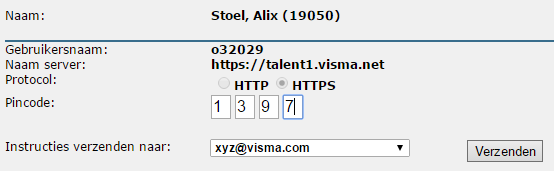 Naam: Stoel, Alix (19050)
Gebruikersnaam: o32029
Naam server: https://talent1.visma.net
Protocol: HTTP HTTPS
Pincode: 1 3 9 7
Instructies verzenden naar: xyz@visma.com Verzenden